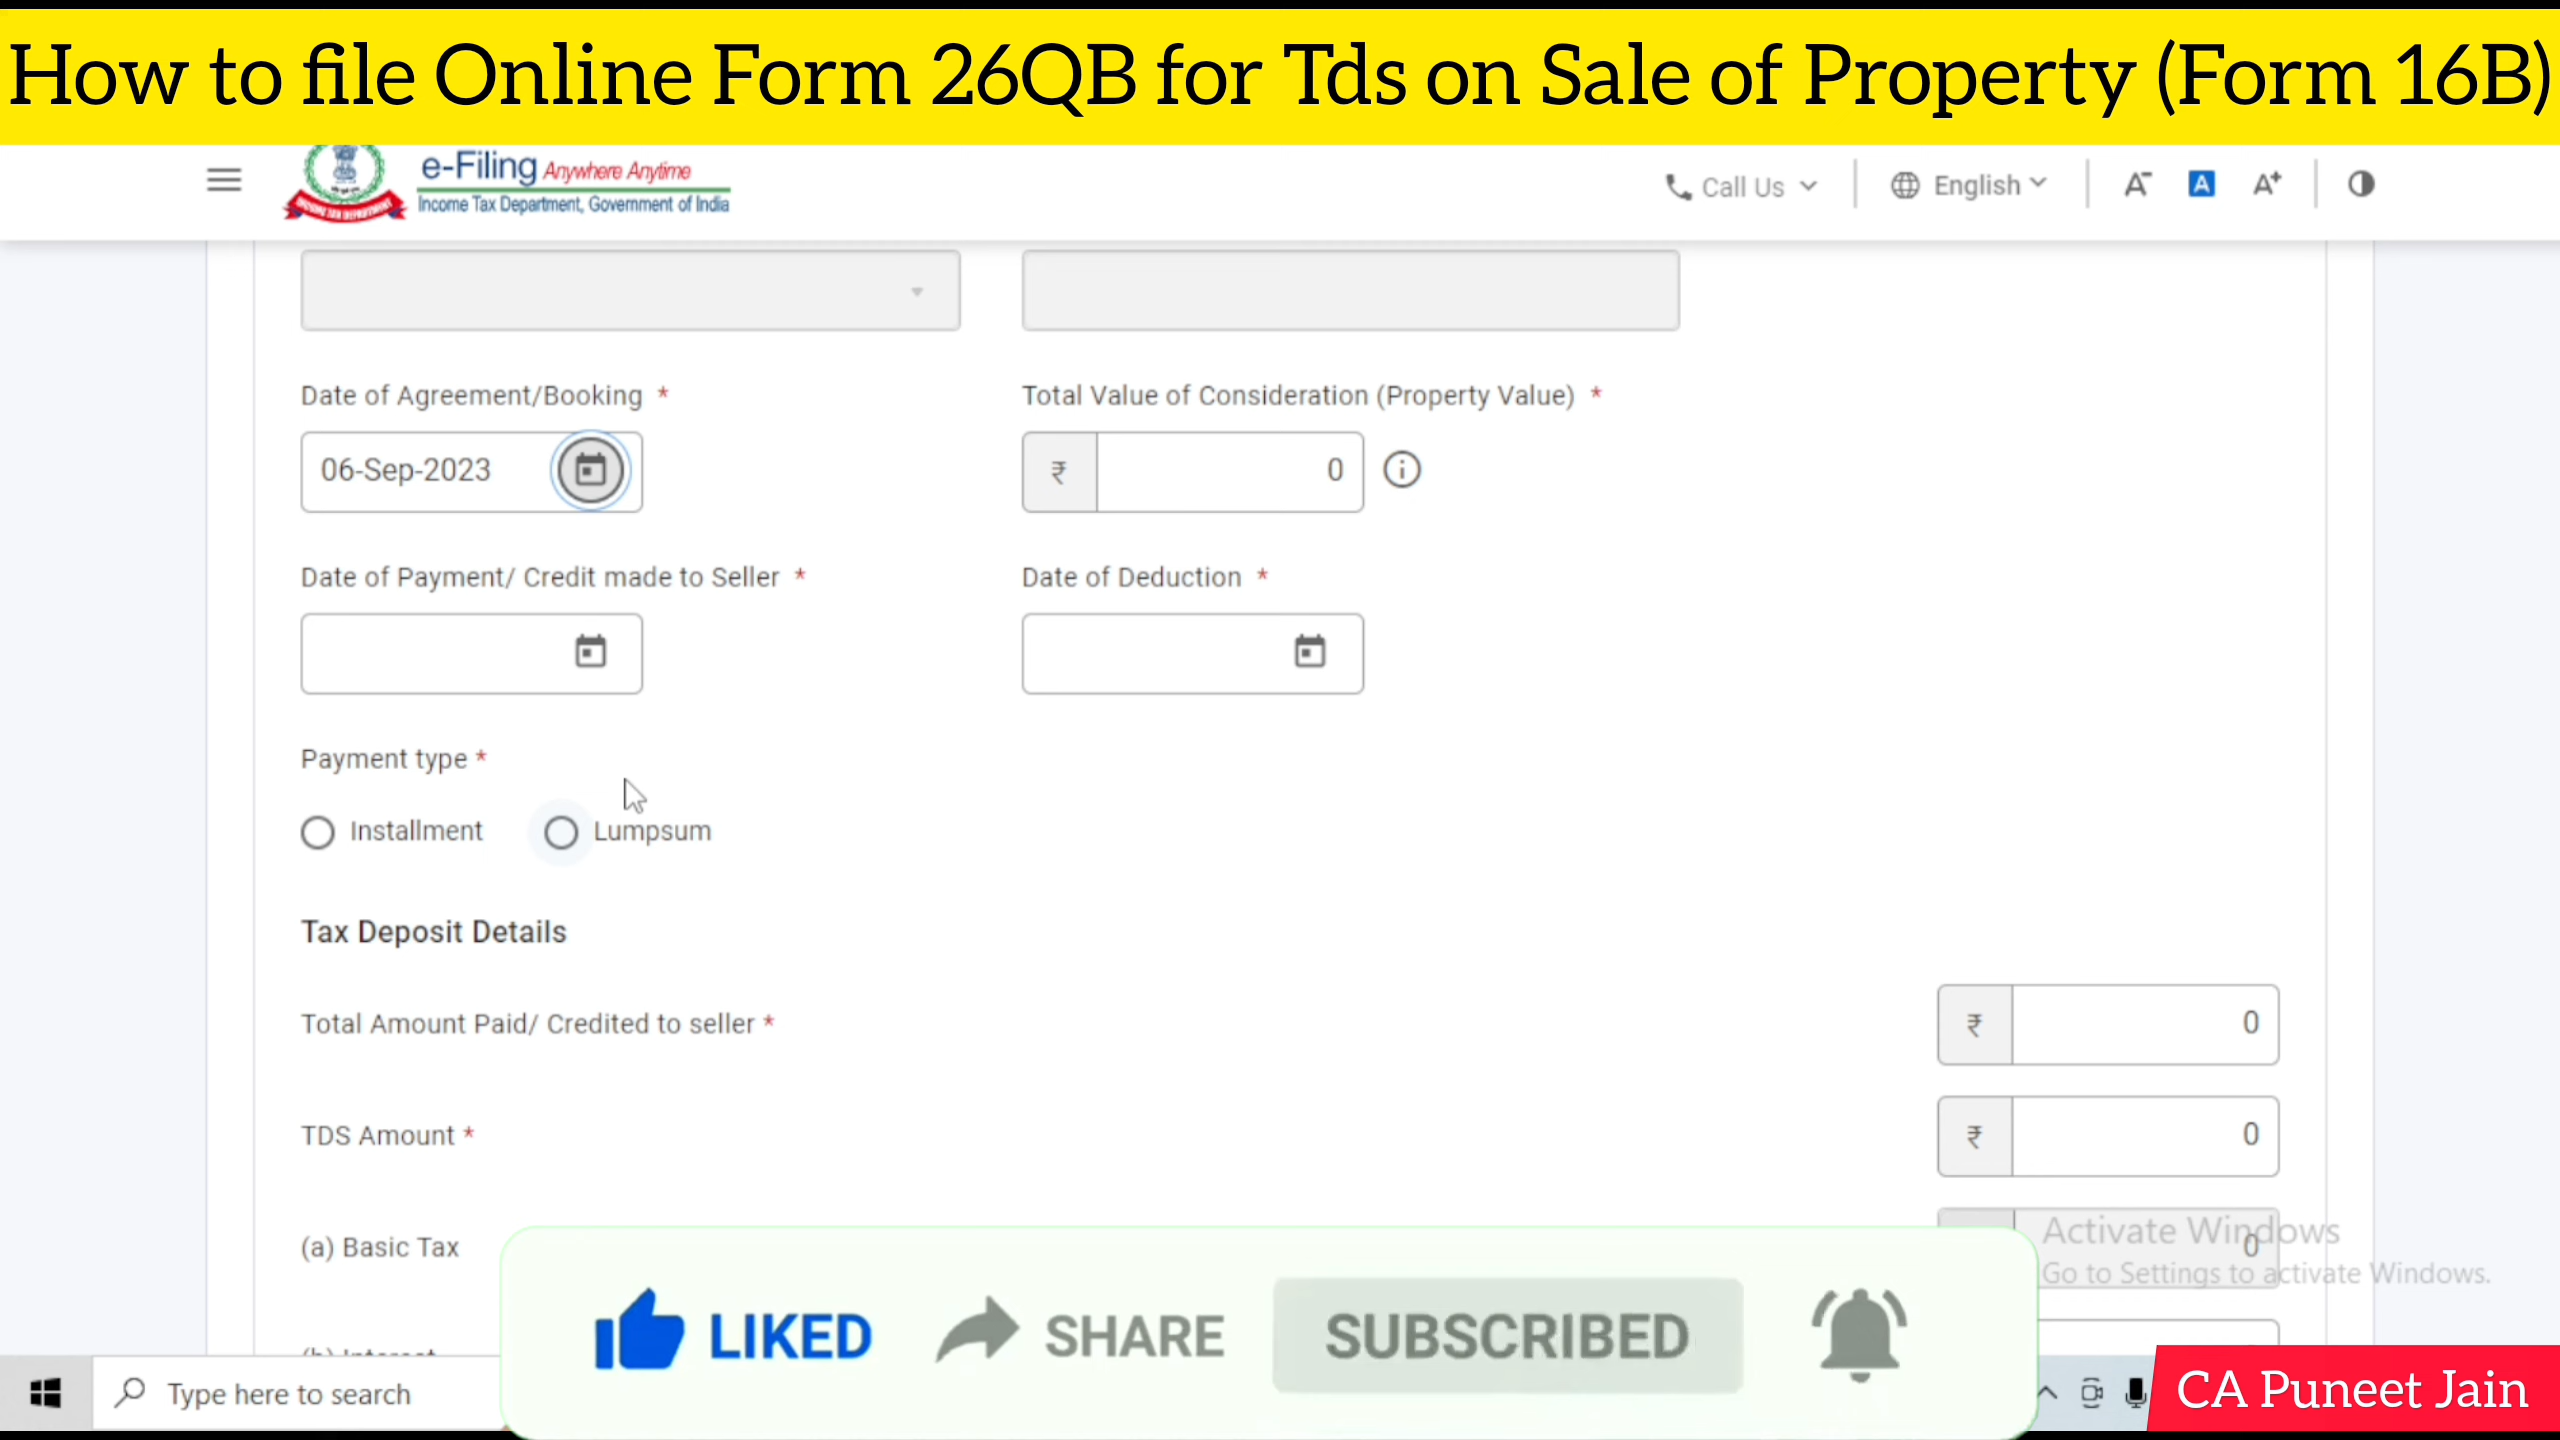 How to file Online Form 26QB for Tds on Sale of Property (Form 16B)
e-Filing Anywhere Anytime
Income Tax Department, Government of India
Call Us
English
A-
A
A+
INCOME TAX DEPARTMENT
Date of Agreement/Booking *
Total Value of Consideration (Property Value) *
06-Sep-2023
₹ 0
Date of Payment/ Credit made to Seller *
Date of Deduction *
Payment type *
Installment
Lumpsum
Tax Deposit Details
Total Amount Paid/ Credited to seller *
₹ 0
TDS Amount *
₹ 0
(a) Basic Tax
0
Activate Windows
Go to Settings to activate Windows.
(b) Interest
LIKED
SHARE
SUBSCRIBED
Type here to search
CA Puneet Jain